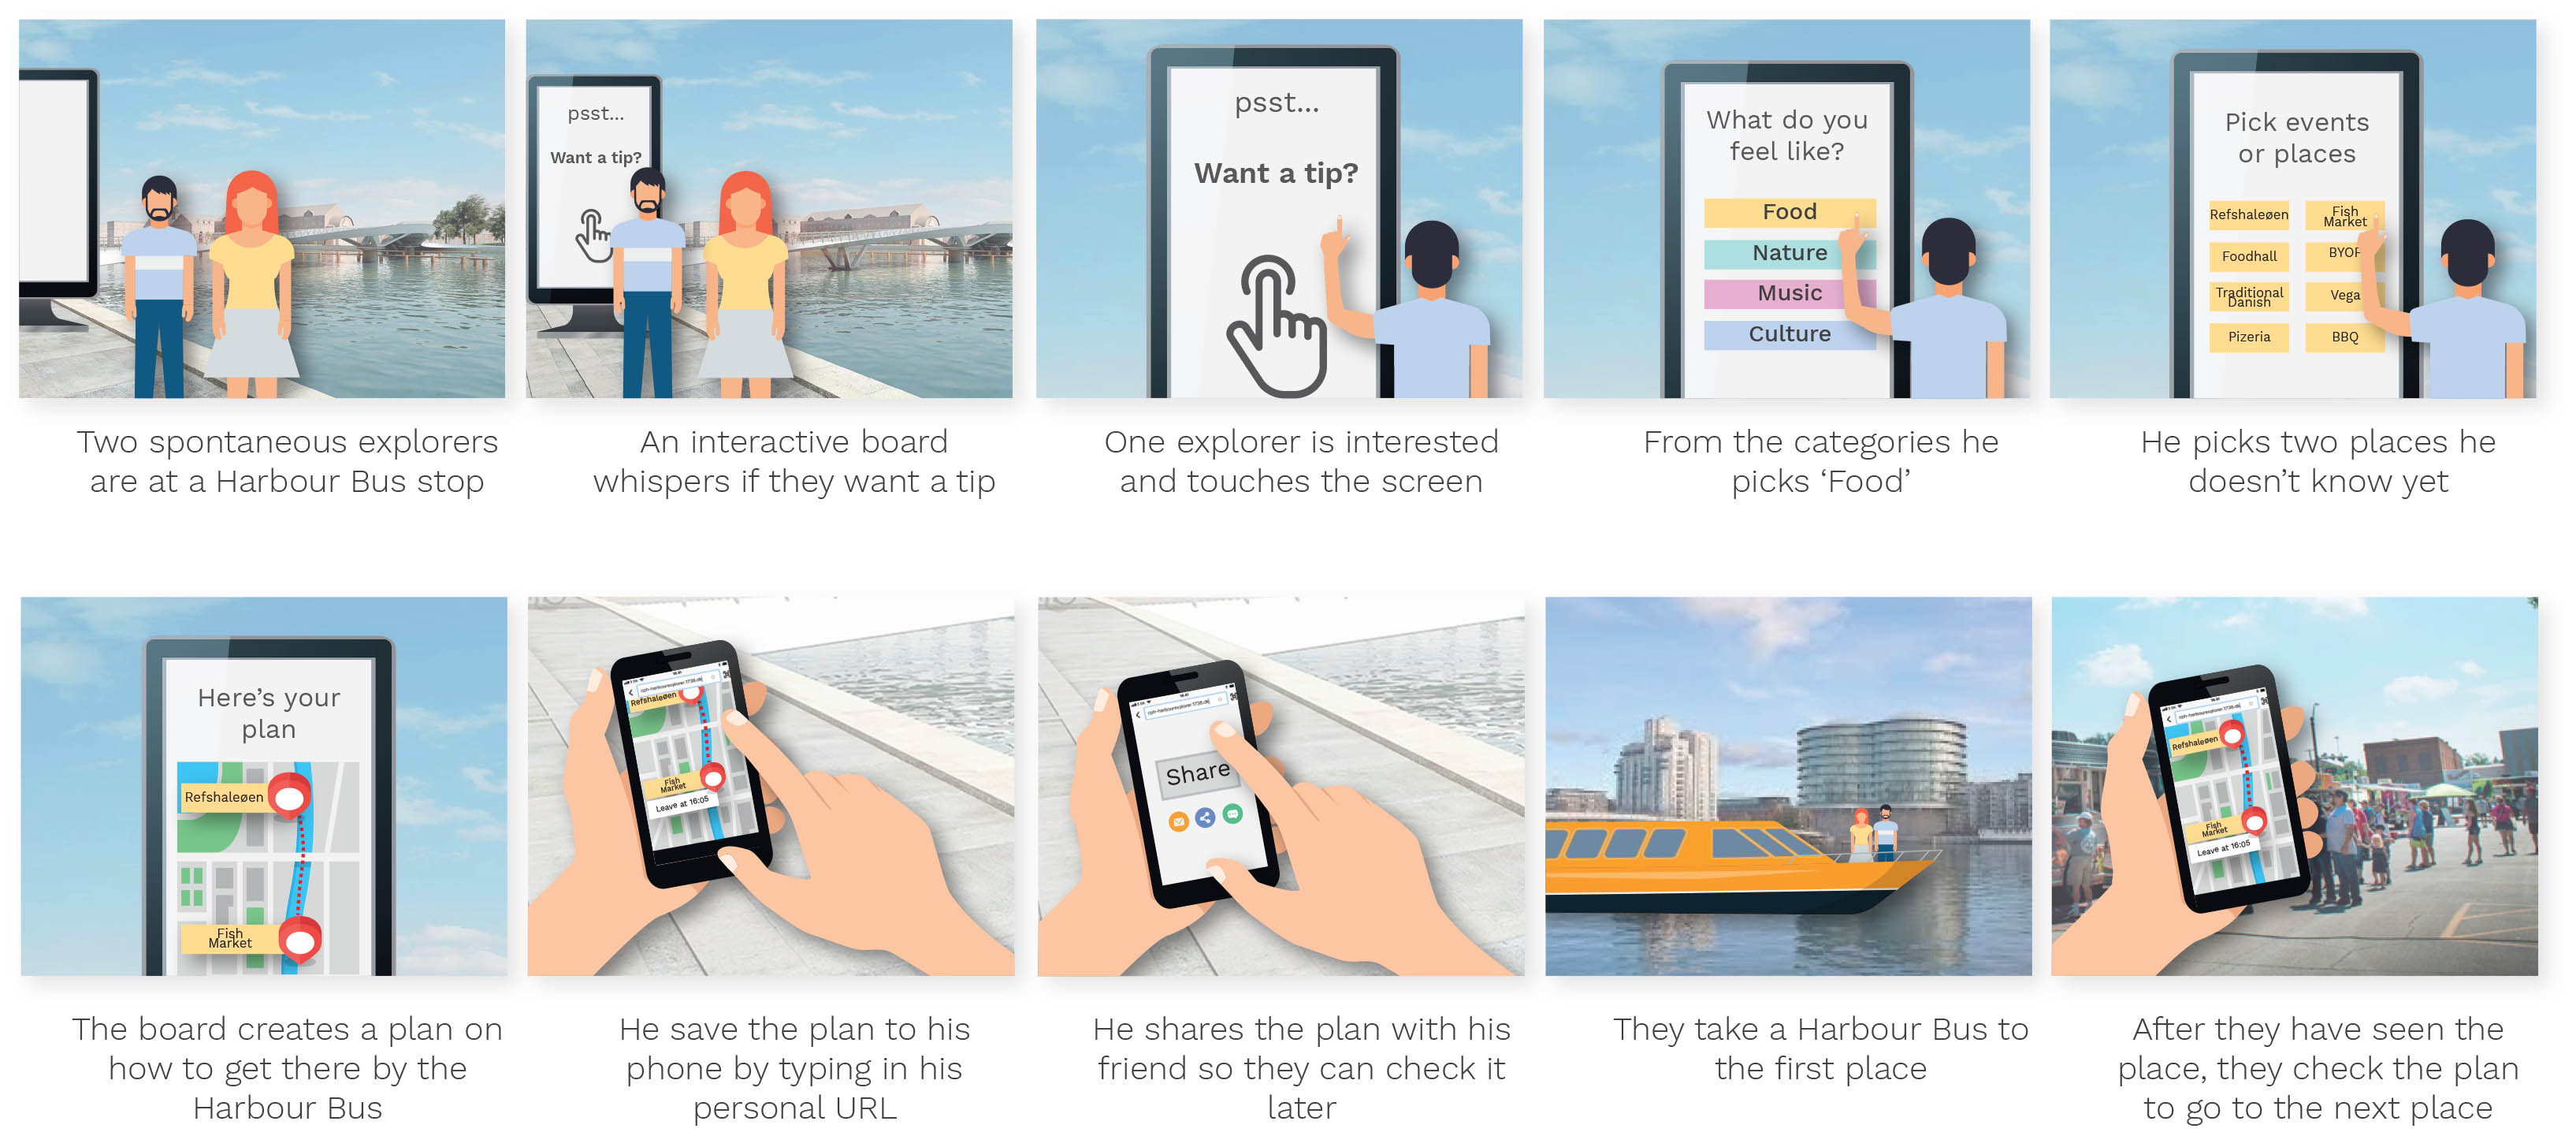 psst...
Want a tip?
psst...
Want a tip?
What do you
feel like?
Food
Nature
Music
Culture
Pick events
or places
Refshaleøen
Fish
Market
Foodhall
Traditional
Danish
Vega
Pizeria
BBQ
Two spontaneous explorers
are at a Harbour Bus stop
An interactive board
whispers if they want a tip
One explorer is interested
and touches the screen
From the categories he
picks ‘Food’
He picks two places he
doesn’t know yet
Here’s your
plan
Refshaleøen
Fish
Market
Refshaleøen
Fish
Market
Leave at 16:05
Share
Refshaleøen
Fish
Market
Leave at 16:05
The board creates a plan on
how to get there by the
Harbour Bus
He save the plan to his
phone by typing in his
personal URL
He shares the plan with his
friend so they can check it
later
They take a Harbour Bus to
the first place
After they have seen the
place, they check the plan
to go to the next place